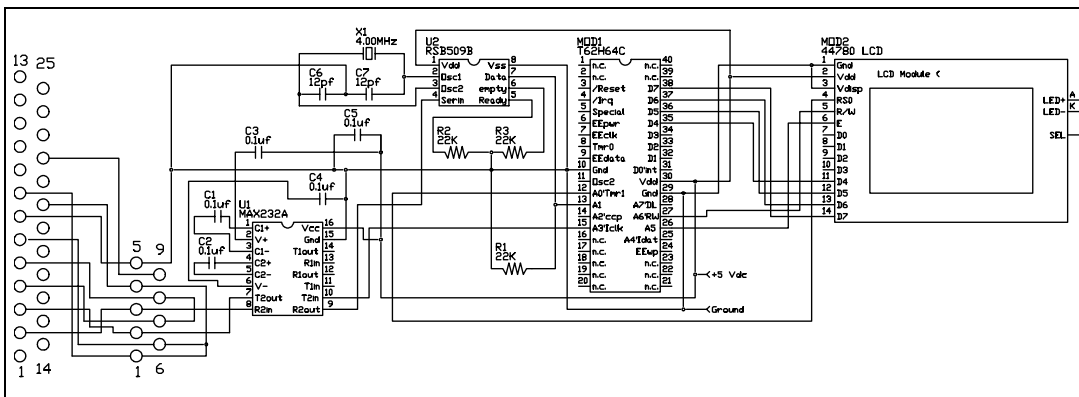 13 25
1 14
5 9
1 6
X1
4.00MHz
C6
12pf
C7
12pf
C5
0.1uf
C3
0.1uf
C4
0.1uf
C1
0.1uf
C2
0.1uf
R2
22K
R3
22K
R1
22K
U2
RSB509B
1 Vdd Vss 8
2 Osc1 Data 7
3 Osc2 empty 6
4 Serin Ready 5
U1
MAX232A
1 C1+ Vcc 16
2 V+ Gnd 15
3 C1- T1out 14
4 C2+ R1in 13
5 C2- R1out 12
6 V- T1in 11
7 T2out T2in 10
8 R2in R2out 9
MOD1
T62H64C
1 n.c. n.c. 40
2 n.c. n.c. 39
3 /Reset D7 38
4 /Irq D6 37
5 Special D5 36
6 EEpwr D4 35
7 EEclk D3 34
8 Tmr0 D2 33
9 EEdata D1 32
10 Gnd D0'Int 31
11 Osc2 Vdd 30
12 A0'Tmr1 Gnd 29
13 A1 A7'DL 28
14 A2'ccp A6'RW 27
15 A3'Iclk A5 26
16 n.c. A4'Idat 25
17 n.c. EEwp 24
18 n.c. n.c. 23
19 n.c. n.c. 22
20 n.c. n.c. 21
<+5 Vdc
<Ground
MOD2
44780 LCD
LCD Module <
1 Gnd
2 Vdd
3 Vdisp
4 RS0
5 R/W
6 E
7 D0
8 D1
9 D2
10 D3
11 D4
12 D5
13 D6
14 D7
LED+ A
LED- K
SEL